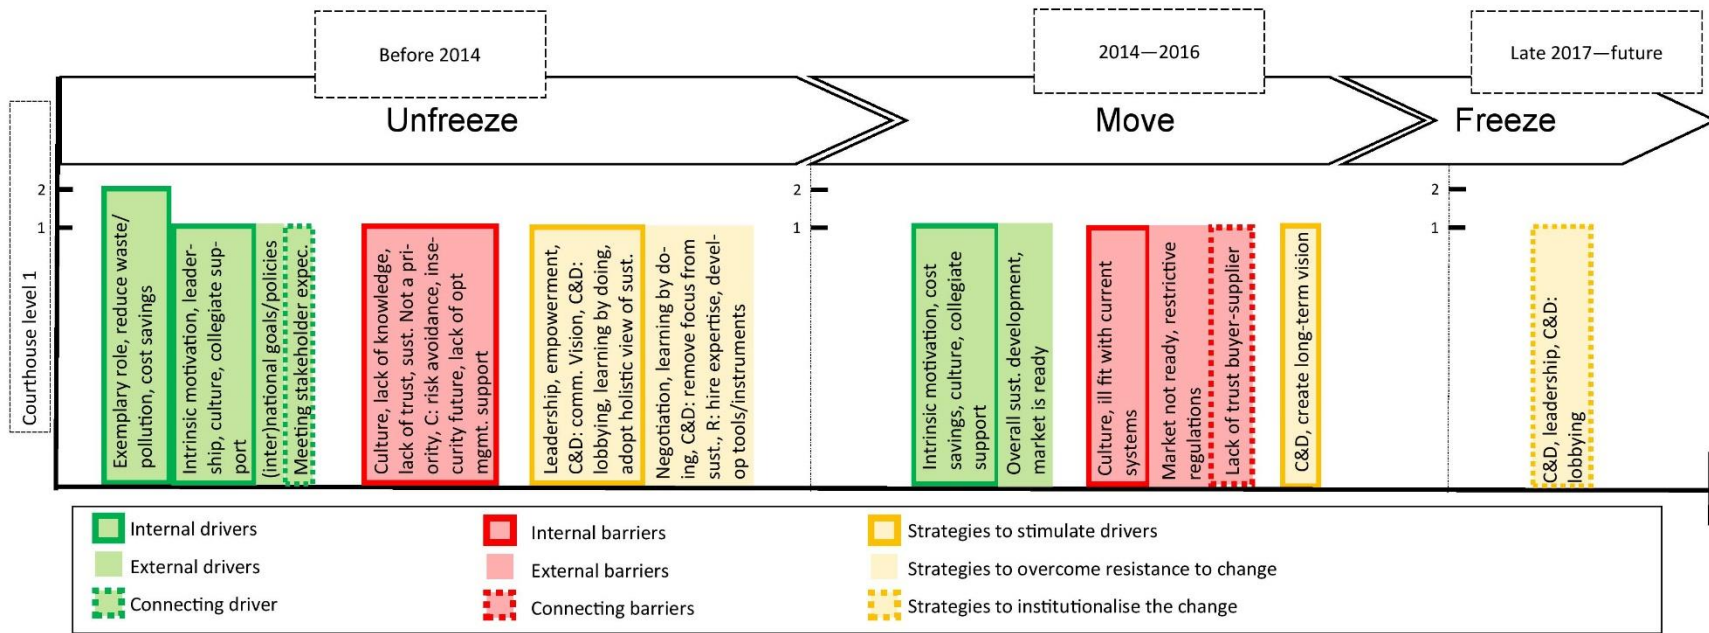 Before 2014
2014—2016
Late 2017—future
Unfreeze
Move
Freeze
Courthouse level 1
2
1
2
1
2
1
Exemplary role, reduce waste/
pollution, cost savings
Intrinsic motivation, leader-
ship, culture, collegiate sup-
port
(inter)national goals/policies
Meeting stakeholder expec.
Culture, lack of knowledge,
lack of trust, sust. Not a pri-
ority, C: risk avoidance, inse-
curity future, lack of opt
mgmt. support
Leadership, empowerment,
C&D: comm. Vision, C&D:
lobbying, learning by doing,
adopt holistic view of sust.
Negotiation, learning by do-
ing, C&D: remove focus from
sust., R: hire expertise, devel-
op tools/instruments
Intrinsic motivation, cost
savings, culture, collegiate
support
Overall sust. development,
market is ready
Culture, ill fit with current
systems
Market not ready, restrictive
regulations
Lack of trust buyer-supplier
C&D, create long-term vision
C&D, leadership, C&D:
lobbying
Internal drivers
External drivers
Connecting driver
Internal barriers
External barriers
Connecting barriers
Strategies to stimulate drivers
Strategies to overcome resistance to change
Strategies to institutionalise the change